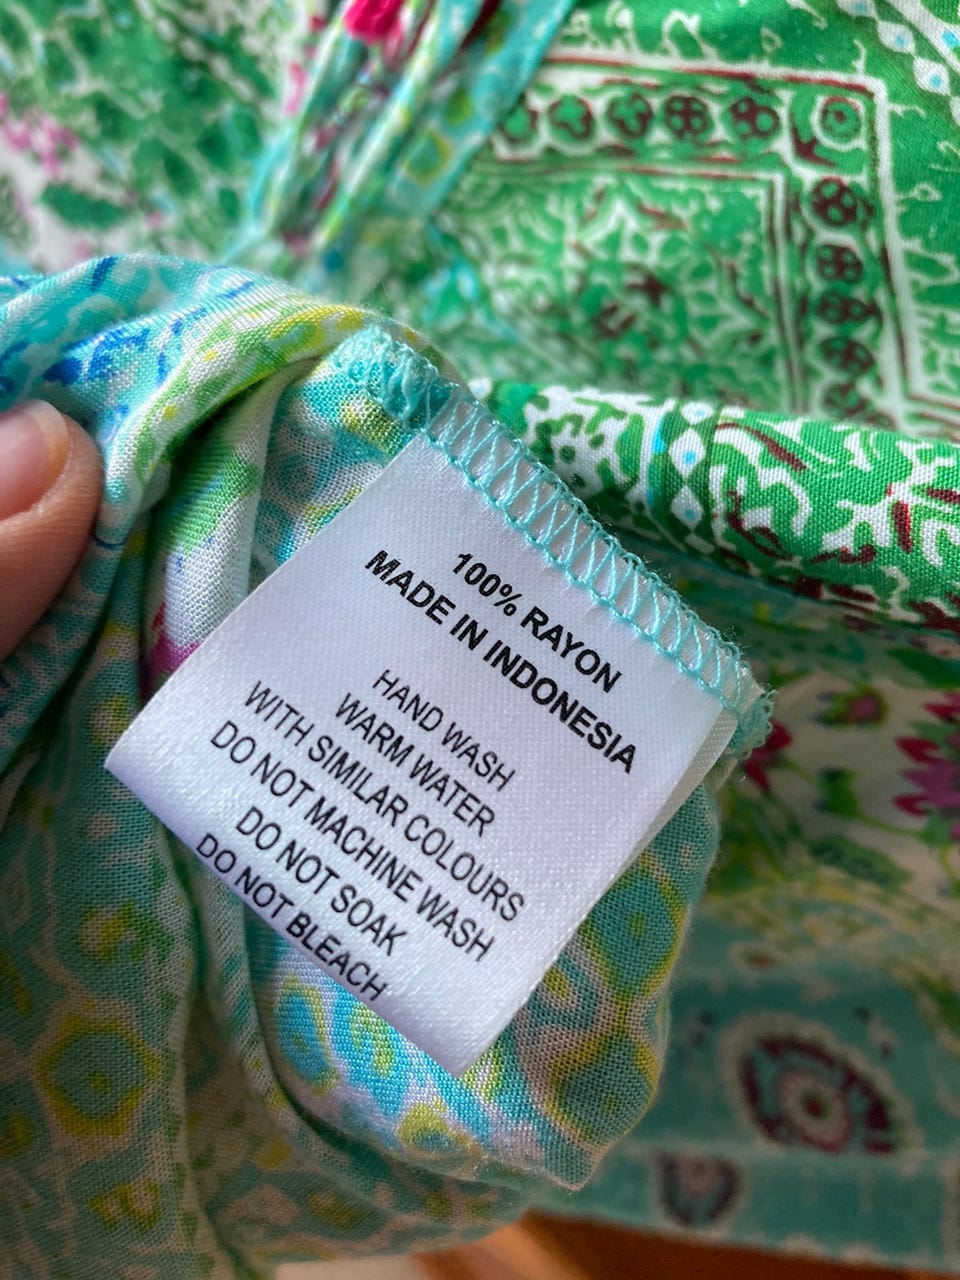 100% RAYON
MADE IN INDONESIA
HAND WASH
WARM WATER
WITH SIMILAR COLOURS
DO NOT MACHINE WASH
DO NOT SOAK
DO NOT BLEACH